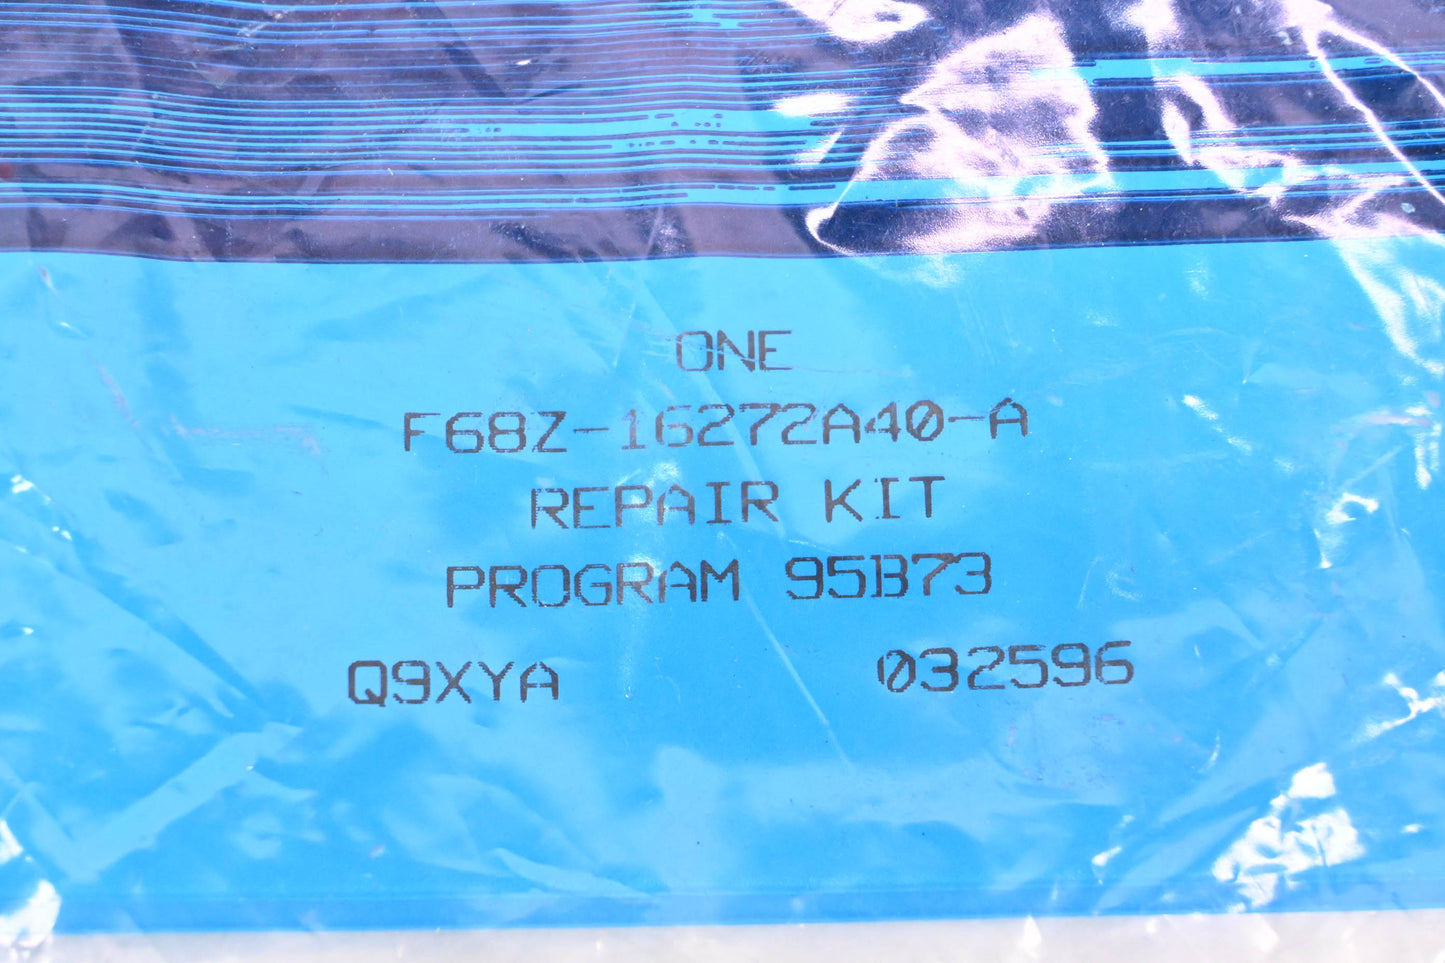 ONE
F68Z-16272A40-A
REPAIR KIT
PROGRAM 95B73
Q9XYA 032596